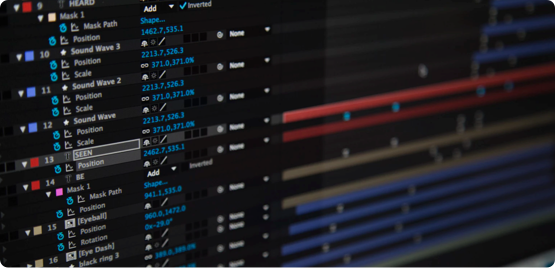 9 HEARD
Add Inverted
Mask 1
Mask Path Shape...
Position 1462.7,535.1
10 Sound Wave 3 None
Position 2213.7,526.3
Scale 371.0,371.0%
11 Sound Wave 2 None
Position 2213.7,526.3
Scale 371.0,371.0%
12 Sound Wave None
Position 2213.7,526.3
Scale 371.0,371.0%
13 SEEN None
Position 2462.7,535.1
14 BE
Add Inverted
Mask 1
Mask Path Shape...
Position 941.1,535.0
15 [Eyeball] None
Position 960.0,1472.0
Rotation 0x-29.0°
16 [Eye Dash] None
black ring 3 None